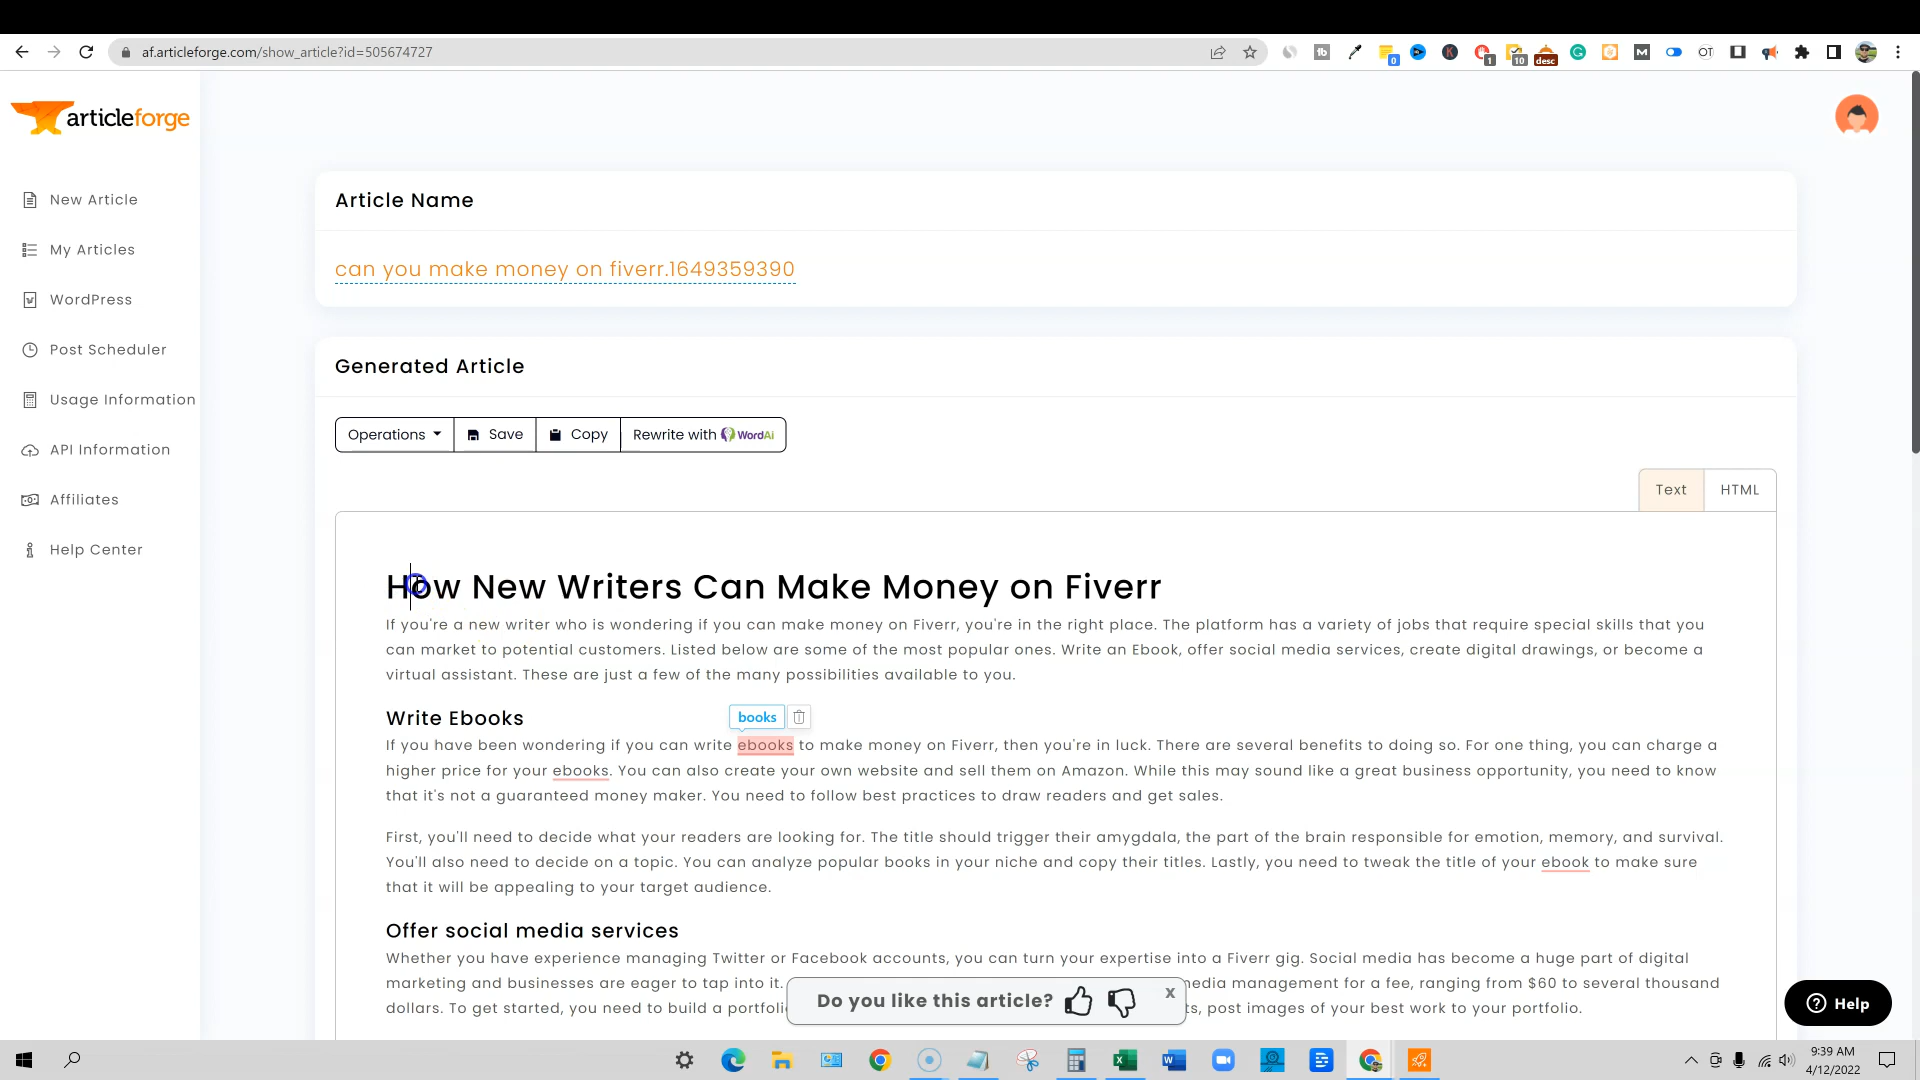 af.articleforge.com/show_article?id=505674727
0
1
10
desc
articleforge
New Article
My Articles
WordPress
Post Scheduler
Usage Information
API Information
Affiliates
Help Center
Article Name
can you make money on fiverr.1649359390
Generated Article
Operations
Save
Copy
Rewrite with WordAi
Text
HTML
How New Writers Can Make Money on Fiverr
If you're a new writer who is wondering if you can make money on Fiverr, you're in the right place. The platform has a variety of jobs that require special skills that you
can market to potential customers. Listed below are some of the most popular ones. Write an Ebook, offer social media services, create digital drawings, or become a
virtual assistant. These are just a few of the many possibilities available to you.
Write Ebooks
books
If you have been wondering if you can write ebooks to make money on Fiverr, then you're in luck. There are several benefits to doing so. For one thing, you can charge a
higher price for your ebooks. You can also create your own website and sell them on Amazon. While this may sound like a great business opportunity, you need to know
that it's not a guaranteed money maker. You need to follow best practices to draw readers and get sales.
First, you'll need to decide what your readers are looking for. The title should trigger their amygdala, the part of the brain responsible for emotion, memory, and survival.
You'll also need to decide on a topic. You can analyze popular books in your niche and copy their titles. Lastly, you need to tweak the title of your ebook to make sure
that it will be appealing to your target audience.
Offer social media services
Whether you have experience managing Twitter or Facebook accounts, you can turn your expertise into a Fiverr gig. Social media has become a huge part of digital
marketing and businesses are eager to tap into it. media management for a fee, ranging from $60 to several thousand
dollars. To get started, you need to build a portfolio ts, post images of your best work to your portfolio.
Do you like this article?
x
Help
9:39 AM
4/12/2022